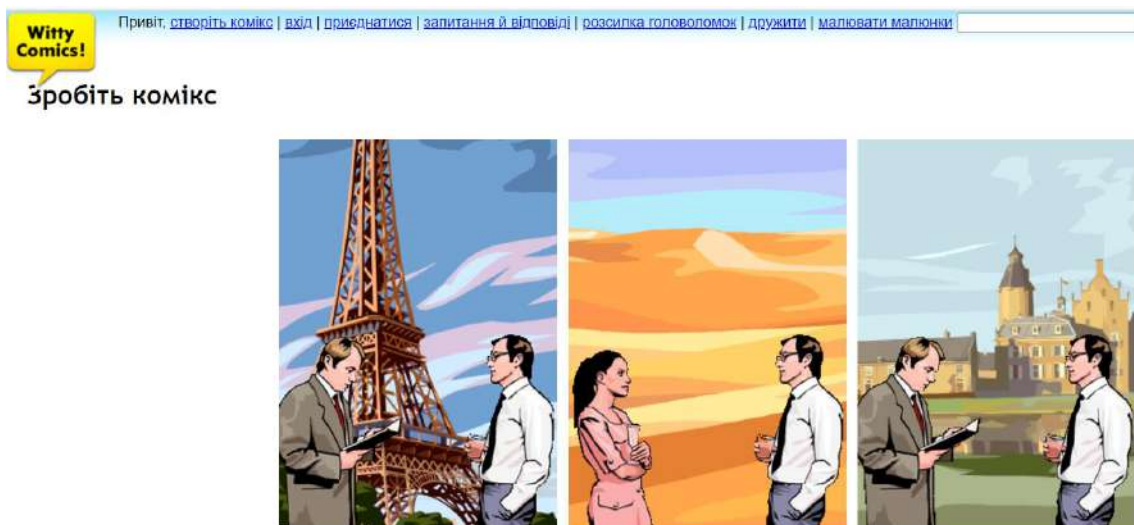 Witty
Comics!
Привіт, створіть комікс | вхід | приєднатися | запитання й відповіді | розсилка головоломок | дружити | малювати малюнки
Зробіть комікс